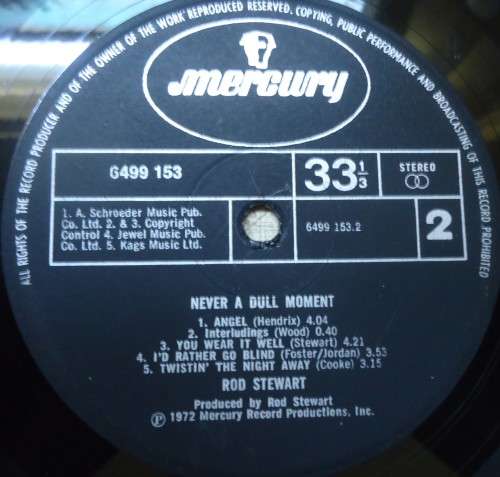 ALL RIGHTS OF THE RECORD PRODUCER AND OF THE OWNER OF THE WORK REPRODUCED RESERVED. COPYING, PUBLIC PERFORMANCE AND BROADCASTING OF THIS RECORD PROHIBITED
mercury
6499 153
33 1/3
STEREO
1. A. Schroeder Music Pub.
Co. Ltd. 2. & 3. Copyright
Control 4. Jewel Music Pub.
Co. Ltd. 5. Kags Music Ltd.
6499 153.2
2
NEVER A DULL MOMENT
1. ANGEL (Hendrix) 4.04
2. Interludings (Wood) 0.40
3. YOU WEAR IT WELL (Stewart) 4.21
4. I'D RATHER GO BLIND (Foster/Jordan) 3.53
5. TWISTIN' THE NIGHT AWAY (Cooke) 3.15
ROD STEWART
Produced by Rod Stewart
℗ 1972 Mercury Record Productions, Inc.